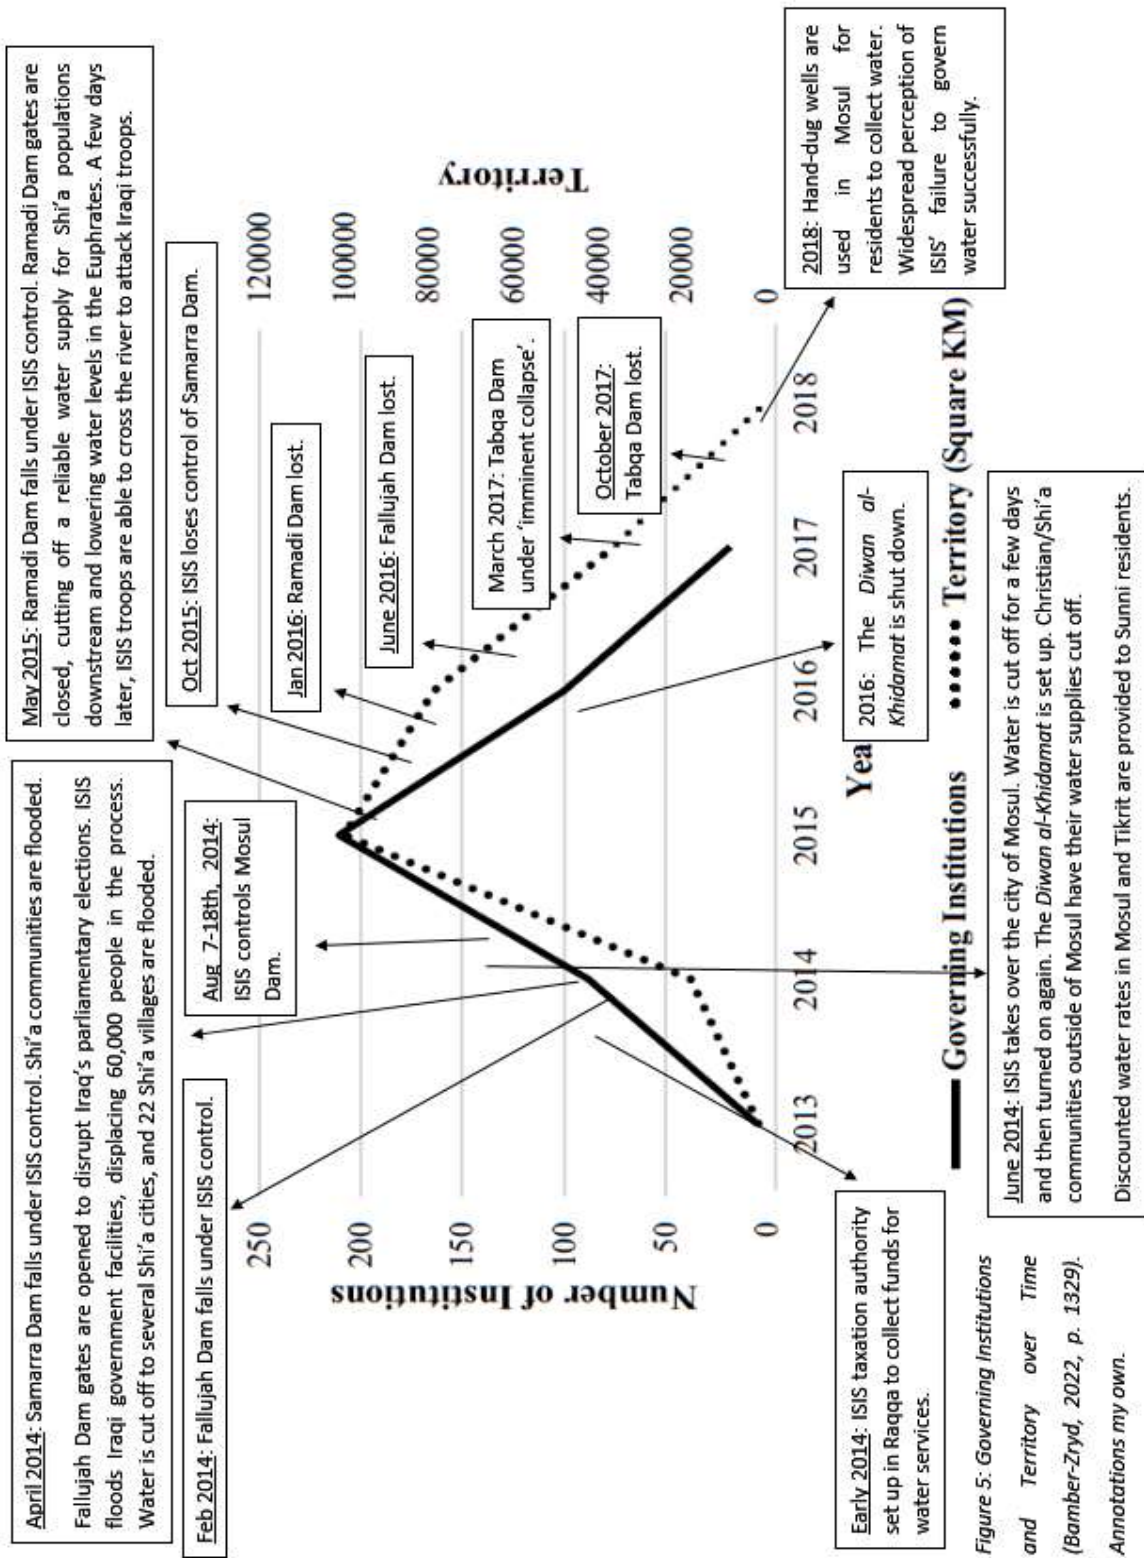 April 2014: Samarra Dam falls under ISIS control. Shi’a communities are flooded.
Fallujah Dam gates are opened to disrupt Iraq’s parliamentary elections. ISIS
floods Iraqi government facilities, displacing 60,000 people in the process.
Water is cut off to several Shi’a cities, and 22 Shi’a villages are flooded.
May 2015: Ramadi Dam falls under ISIS control. Ramadi Dam gates are
closed, cutting off a reliable water supply for Shi’a populations
downstream and lowering water levels in the Euphrates. A few days
later, ISIS troops are able to cross the river to attack Iraqi troops.
Feb 2014: Fallujah Dam falls under ISIS control.
Aug 7-18th, 2014:
ISIS controls Mosul
Dam.
Oct 2015: ISIS loses control of Samarra Dam.
Jan 2016: Ramadi Dam lost.
June 2016: Fallujah Dam lost.
March 2017: Tabqa Dam
under ‘imminent collapse’.
October 2017:
Tabqa Dam lost.
Number of Institutions
250
200
150
100
50
0
Territory
120000
100000
80000
60000
40000
20000
0
2013
2014
2015
2016
2017
2018
Yea
Governing Institutions
Territory (Square KM)
2018: Hand-dug wells are
used in Mosul for
residents to collect water.
Widespread perception of
ISIS’ failure to govern
water successfully.
Early 2014: ISIS taxation authority
set up in Raqqa to collect funds for
water services.
2016: The Diwan al-
Khidamat is shut down.
June 2014: ISIS takes over the city of Mosul. Water is cut off for a few days
and then turned on again. The Diwan al-Khidamat is set up. Christian/Shi’a
communities outside of Mosul have their water supplies cut off.
Discounted water rates in Mosul and Tikrit are provided to Sunni residents.
Figure 5: Governing Institutions
and Territory over Time
(Bamber-Zryd, 2022, p. 1329).
Annotations my own.